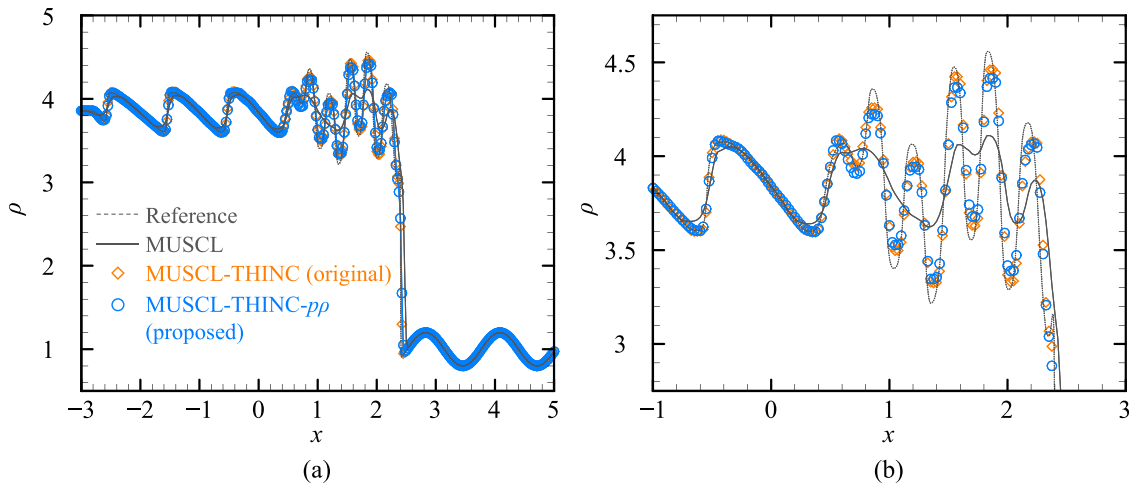 5
4
3
2
1
ρ
−3
−2
−1
0
1
2
3
4
5
x
Reference
MUSCL
MUSCL-THINC (original)
MUSCL-THINC-pρ
(proposed)
(a)
4.5
4
3.5
3
ρ
−1
0
1
2
3
x
(b)